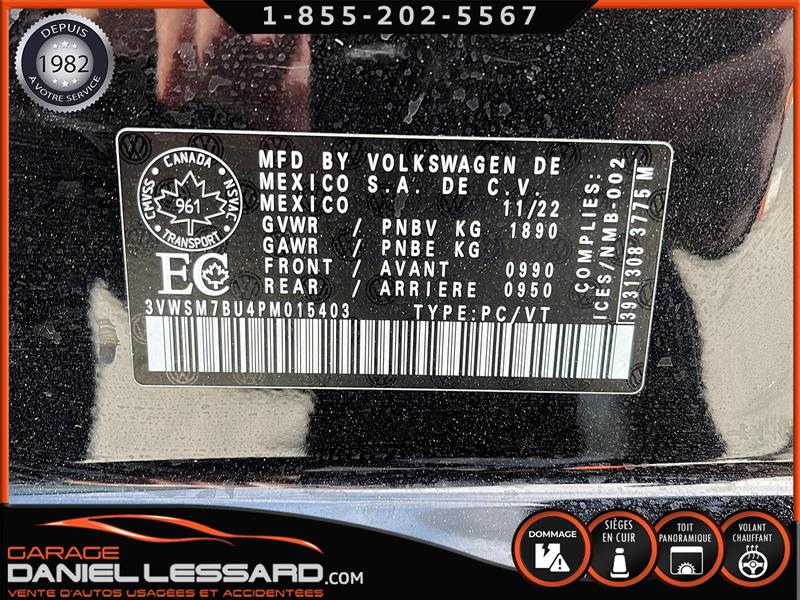 1-855-202-5567
DEPUIS
1982
À VOTRE SERVICE
CANADA
CMVSS
NSVAC
961
TRANSPORT
EC
MFD BY VOLKSWAGEN DE
MEXICO S.A. DE C.V.
MEXICO 11/22
GVWR / PNBV KG 1890
GAWR / PNBE KG
FRONT / AVANT 0990
REAR / ARRIERE 0950
3VWSM7BU4PM015403 TYPE:PC/VT
COMPLIES:
ICES/NMB-002
3931308 3775 M
DOMMAGE
SIÈGES
EN CUIR
TOIT
PANORAMIQUE
VOLANT
CHAUFFANT
GARAGE
DANIEL LESSARD.COM
VENTE D'AUTOS USAGÉES ET ACCIDENTÉES